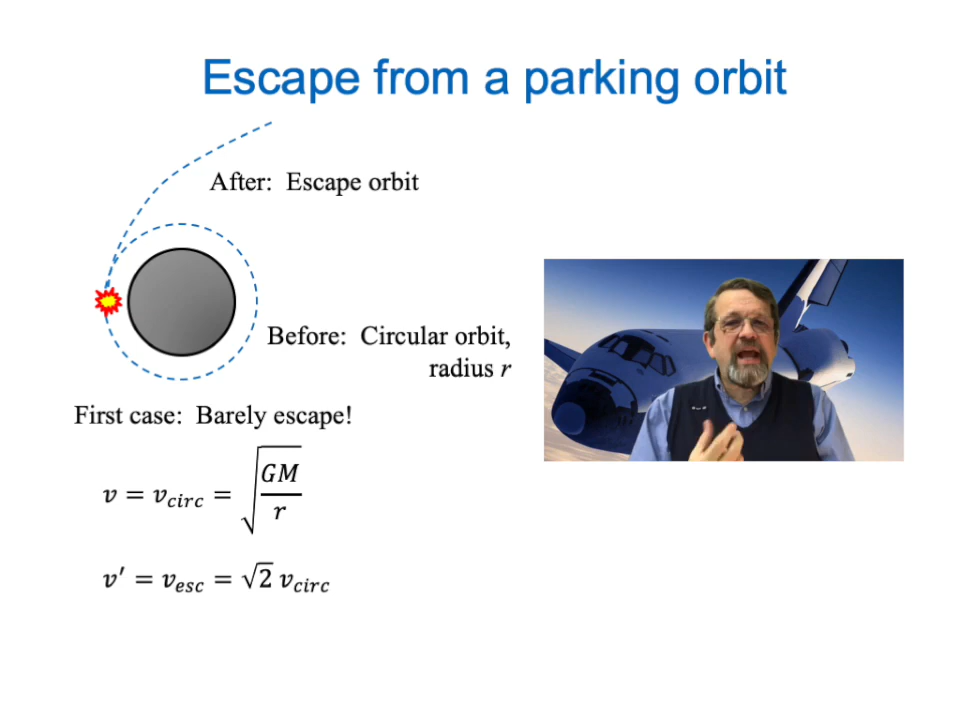 Escape from a parking orbit
After: Escape orbit
Before: Circular orbit,
radius r
First case: Barely escape!
v = v_circ = √(GM/r)
v′ = v_esc = √2 v_circ